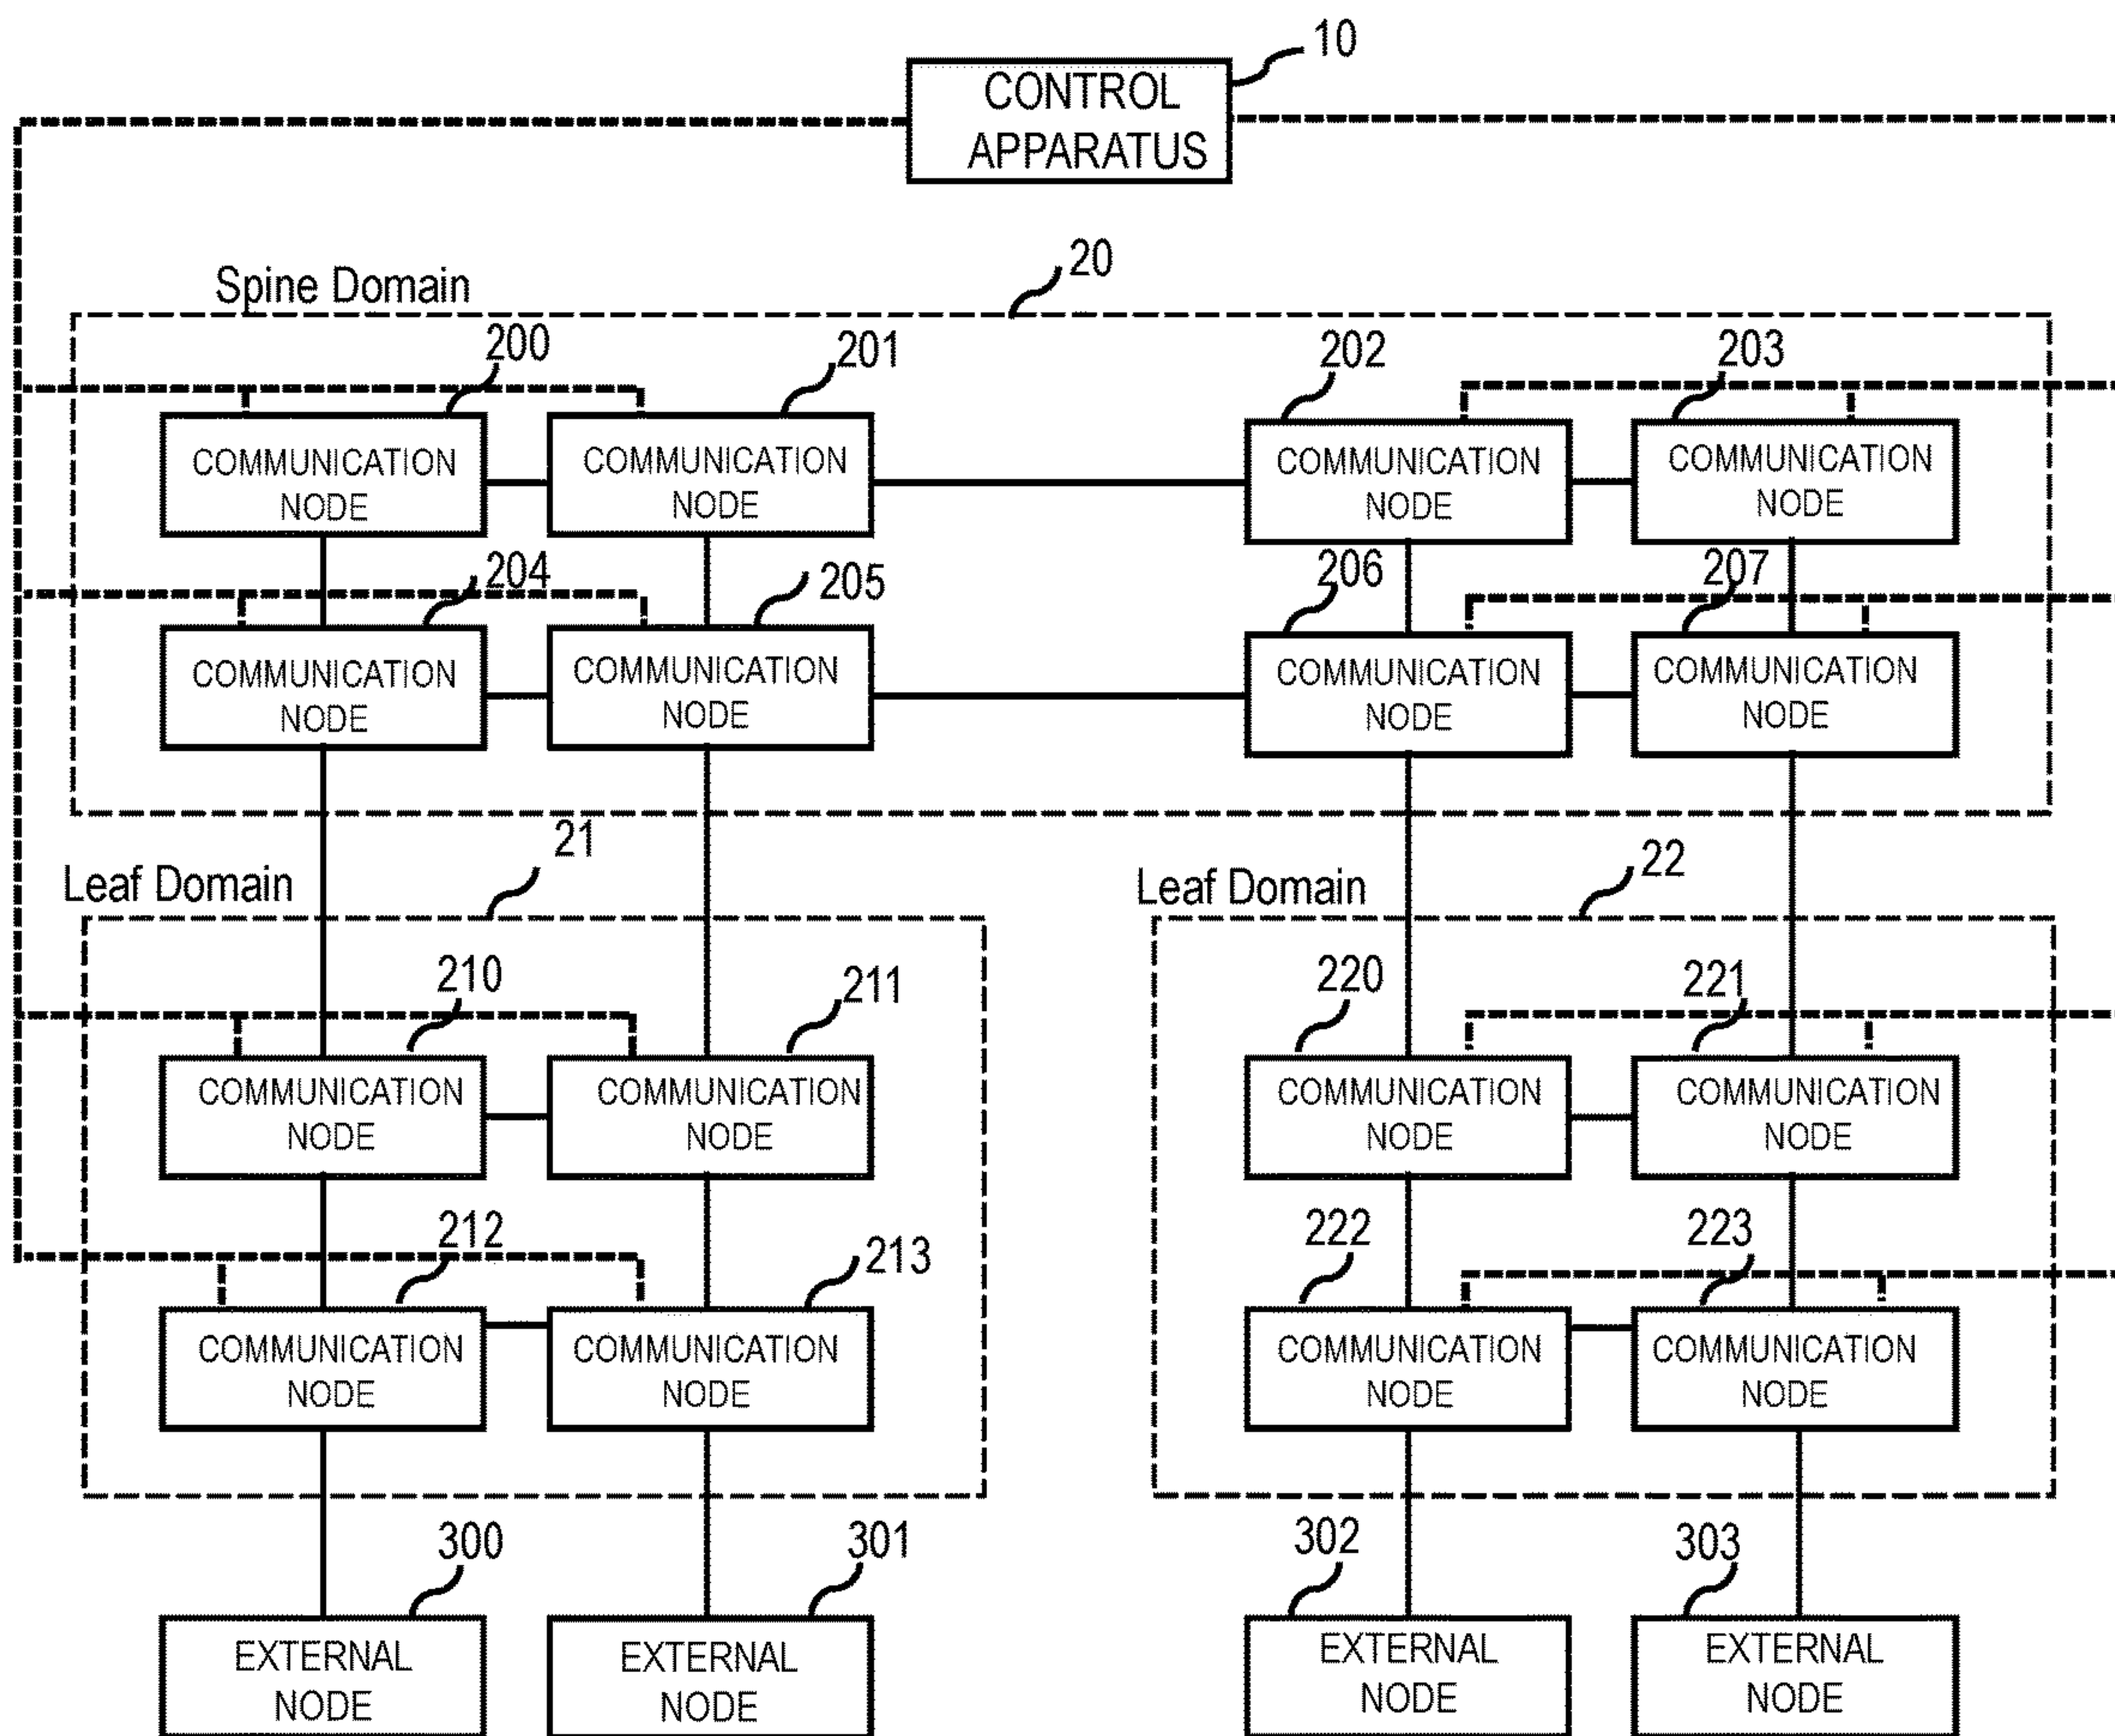 10
CONTROL
APPARATUS
20
Spine Domain
200
201
202
203
COMMUNICATION
NODE
COMMUNICATION
NODE
COMMUNICATION
NODE
COMMUNICATION
NODE
204
205
206
207
COMMUNICATION
NODE
COMMUNICATION
NODE
COMMUNICATION
NODE
COMMUNICATION
NODE
21
Leaf Domain
22
Leaf Domain
210
211
220
221
COMMUNICATION
NODE
COMMUNICATION
NODE
COMMUNICATION
NODE
COMMUNICATION
NODE
212
213
222
223
COMMUNICATION
NODE
COMMUNICATION
NODE
COMMUNICATION
NODE
COMMUNICATION
NODE
300
301
302
303
EXTERNAL
NODE
EXTERNAL
NODE
EXTERNAL
NODE
EXTERNAL
NODE